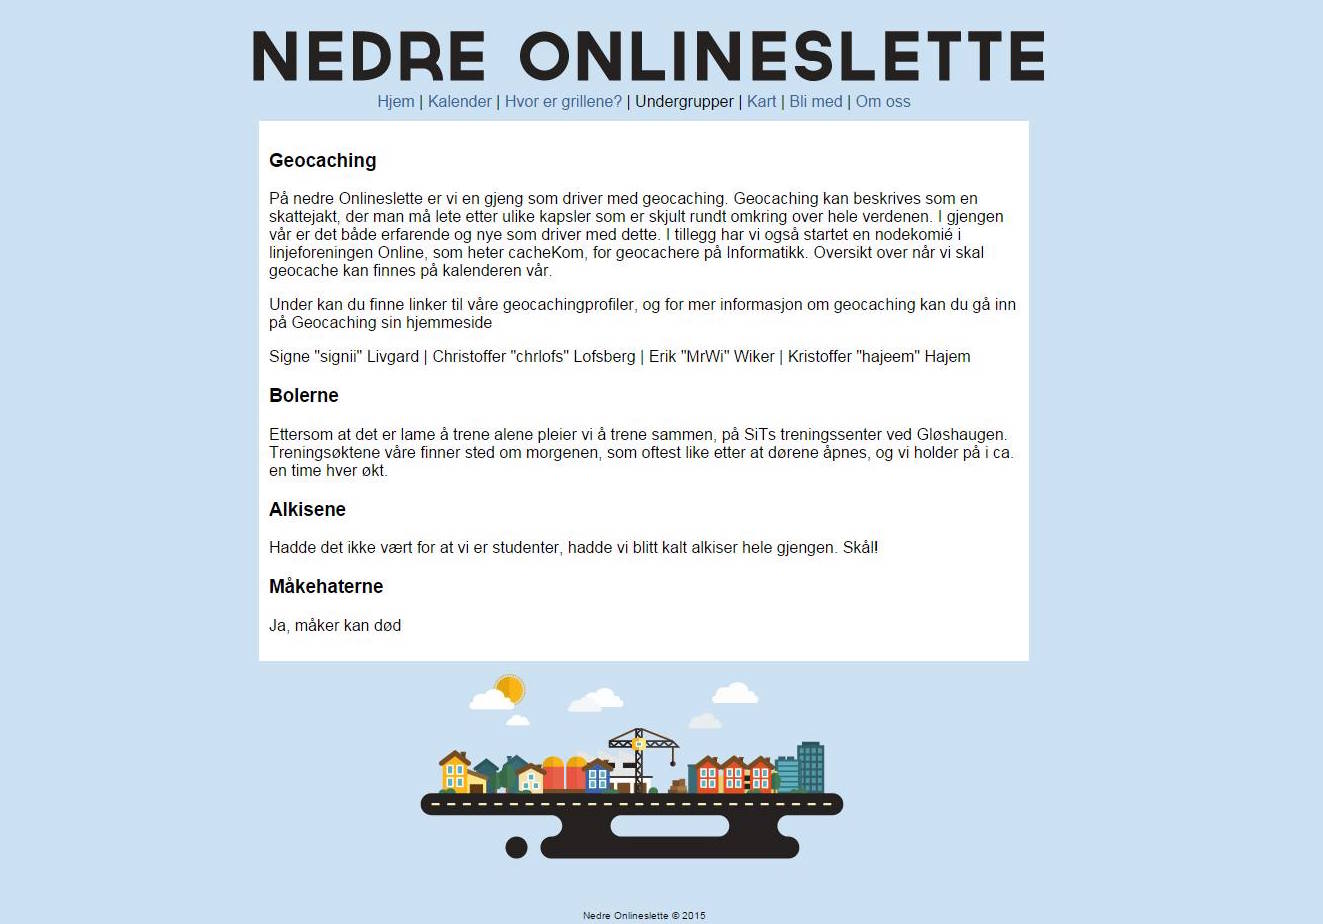 NEDRE ONLINESLETTE
Hjem | Kalender | Hvor er grillene? | Undergrupper | Kart | Bli med | Om oss
Geocaching
På nedre Onlineslette er vi en gjeng som driver med geocaching. Geocaching kan beskrives som en
skattejakt, der man må lete etter ulike kapsler som er skjult rundt omkring over hele verdenen. I gjengen
vår er det både erfarende og nye som driver med dette. I tillegg har vi også startet en nodekomié i
linjeforeningen Online, som heter cacheKom, for geocachere på Informatikk. Oversikt over når vi skal
geocache kan finnes på kalenderen vår.
Under kan du finne linker til våre geocachingprofiler, og for mer informasjon om geocaching kan du gå inn
på Geocaching sin hjemmeside
Signe "signii" Livgard | Christoffer "chrlofs" Lofsberg | Erik "MrWi" Wiker | Kristoffer "hajeem" Hajem
Bolerne
Ettersom at det er lame å trene alene pleier vi å trene sammen, på SiTs treningssenter ved Gløshaugen.
Treningsøktene våre finner sted om morgenen, som oftest like etter at dørene åpnes, og vi holder på i ca.
en time hver økt.
Alkisene
Hadde det ikke vært for at vi er studenter, hadde vi blitt kalt alkiser hele gjengen. Skål!
Måkehaterne
Ja, måker kan død
Nedre Onlineslette © 2015